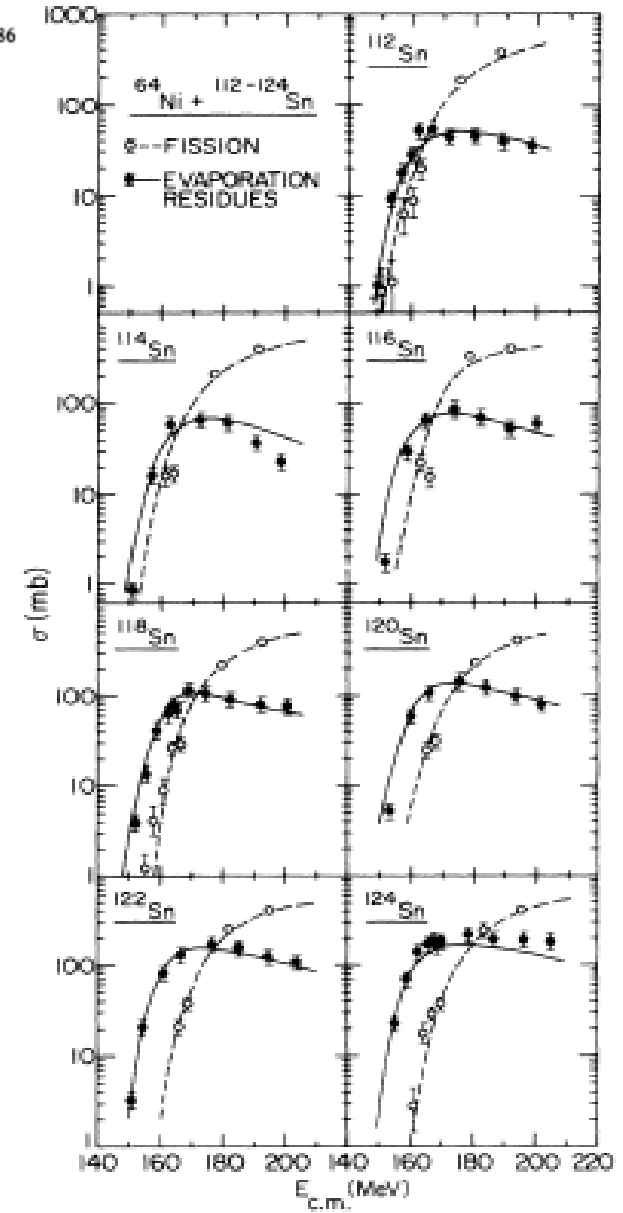 86
1000
100
10
1
64Ni + 112-124Sn
--- FISSION
EVAPORATION
RESIDUES
112Sn
114Sn
116Sn
100
10
1
118Sn
120Sn
100
10
1
122Sn
124Sn
100
10
1
σ (mb)
140 160 180 200 140 160 180 200 220
E c.m. (MeV)